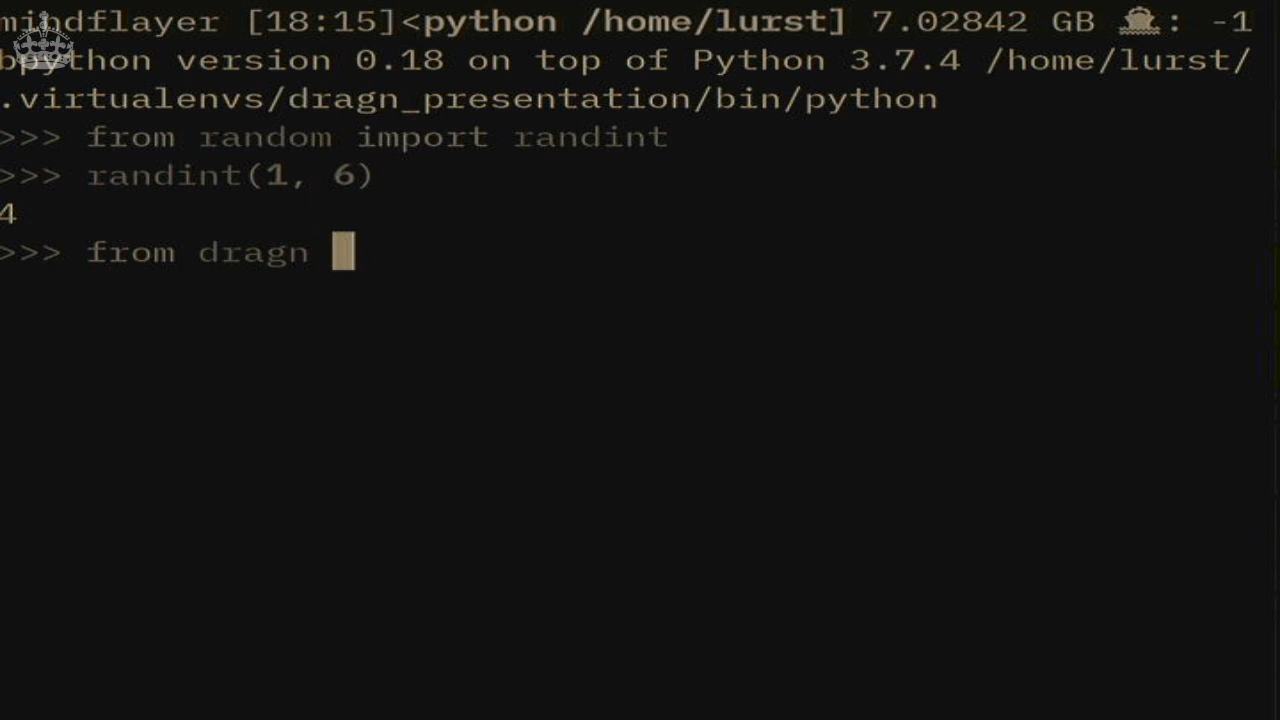 mindflayer [18:15]<python /home/lurst] 7.02842 GB 🚢: -1
bpython version 0.18 on top of Python 3.7.4 /home/lurst/
.virtualenvs/dragn_presentation/bin/python
>>> from random import randint
>>> randint(1, 6)
4
>>> from dragn